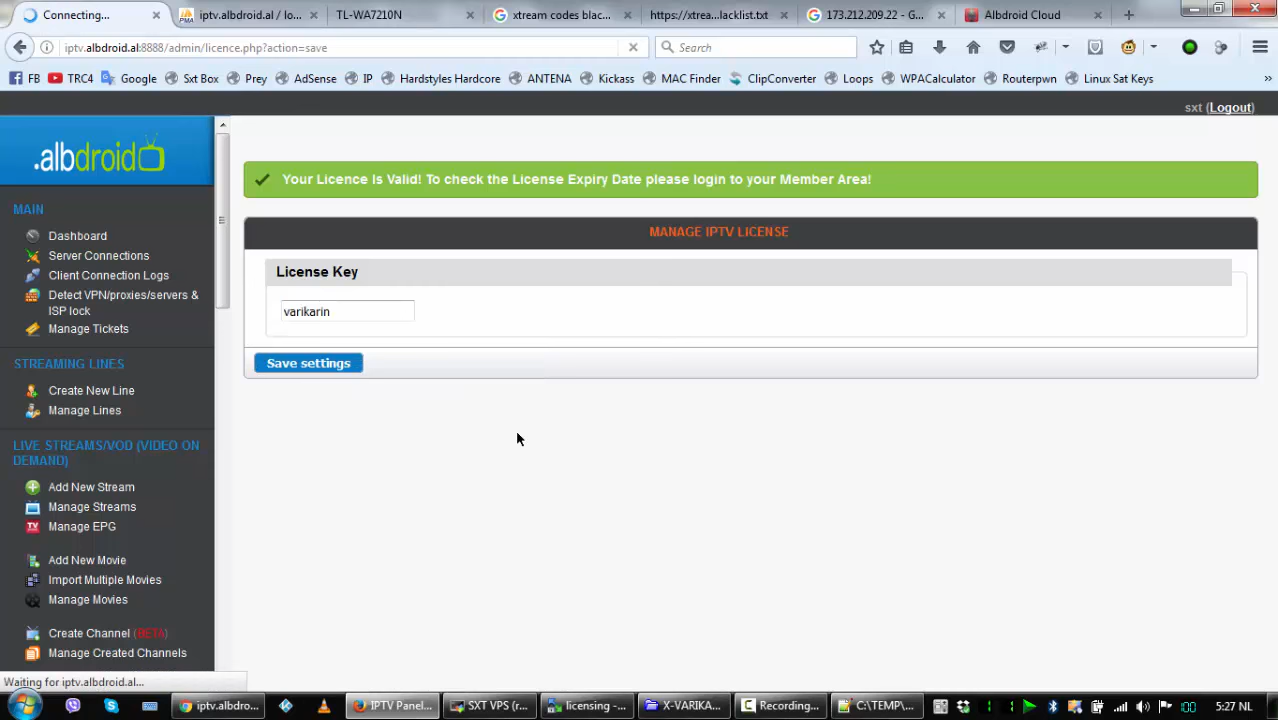 Connecting...
iptv.albdroid.al / lo...
TL-WA7210N
xtream codes blac...
https://xtrea...lacklist.txt
173.212.209.22 - G...
Albdroid Cloud
iptv.albdroid.al:8888/admin/licence.php?action=save
Search
FB
TRC4
Google
Sxt Box
Prey
AdSense
IP
Hardstyles Hardcore
ANTENA
Kickass
MAC Finder
ClipConverter
Loops
WPACalculator
Routerpwn
Linux Sat Keys
sxt (Logout)
.albdroid
MAIN
Dashboard
Server Connections
Client Connection Logs
Detect VPN/proxies/servers &
ISP lock
Manage Tickets
STREAMING LINES
Create New Line
Manage Lines
LIVE STREAMS/VOD (VIDEO ON
DEMAND)
Add New Stream
Manage Streams
Manage EPG
Add New Movie
Import Multiple Movies
Manage Movies
Create Channel (BETA)
Manage Created Channels
Your Licence Is Valid! To check the License Expiry Date please login to your Member Area!
MANAGE IPTV LICENSE
License Key
varikarin
Save settings
Waiting for iptv.albdroid.al...
iptv.albdro...
IPTV Panel...
SXT VPS (r...
licensing -...
X-VARIKA...
Recording...
C:\TEMP\...
5:27 NL